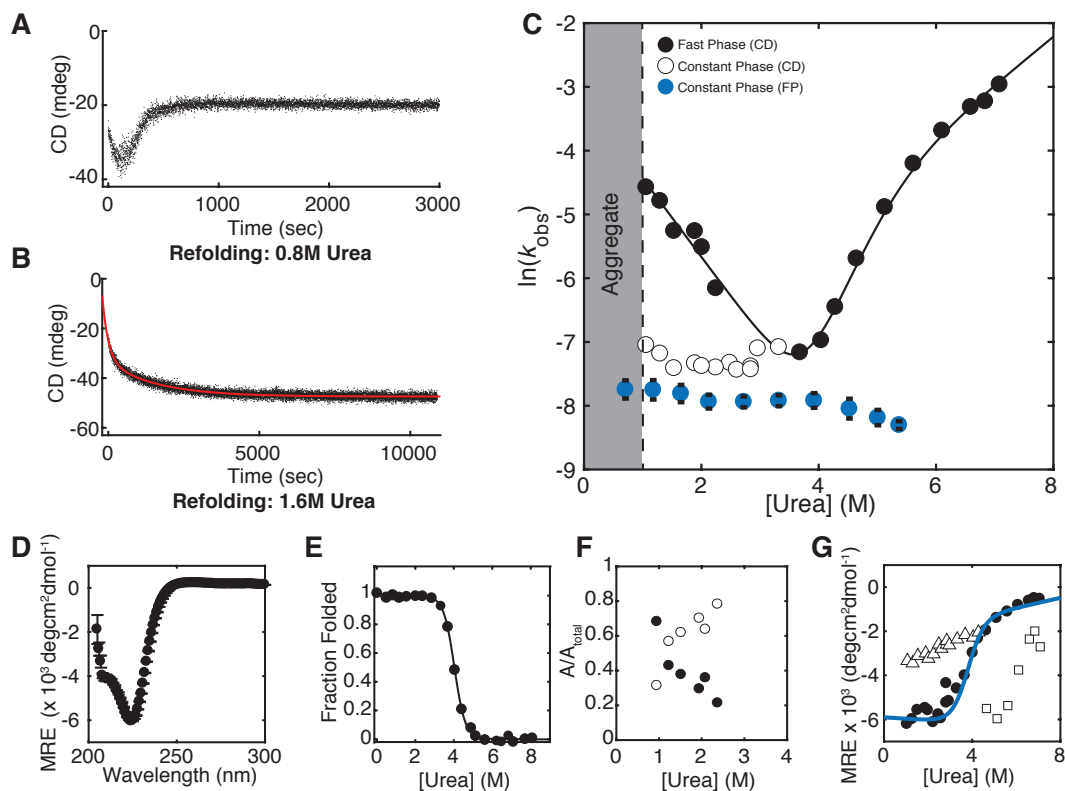 A
CD (mdeg)
0
-20
-40
0
1000
2000
3000
Time (sec)
Refolding: 0.8M Urea
B
CD (mdeg)
0
-20
-40
-60
0
5000
10000
Time (sec)
Refolding: 1.6M Urea
C
ln(kobs)
-2
-3
-4
-5
-6
-7
-8
-9
0
2
4
6
8
[Urea] (M)
Aggregate
Fast Phase (CD)
Constant Phase (CD)
Constant Phase (FP)
D
MRE (x 10³ degcm²dmol-¹)
0
-2
-4
-6
200
250
300
Wavelength (nm)
E
Fraction Folded
1
0.8
0.6
0.4
0.2
0
0 2 4 6 8
[Urea] (M)
F
A/Atotal
1
0.8
0.6
0.4
0.2
0
0 1 2 3 4
[Urea] (M)
G
MRE x 10³ (degcm²dmol-¹)
0
-2
-4
-6
0
4
8
[Urea] (M)